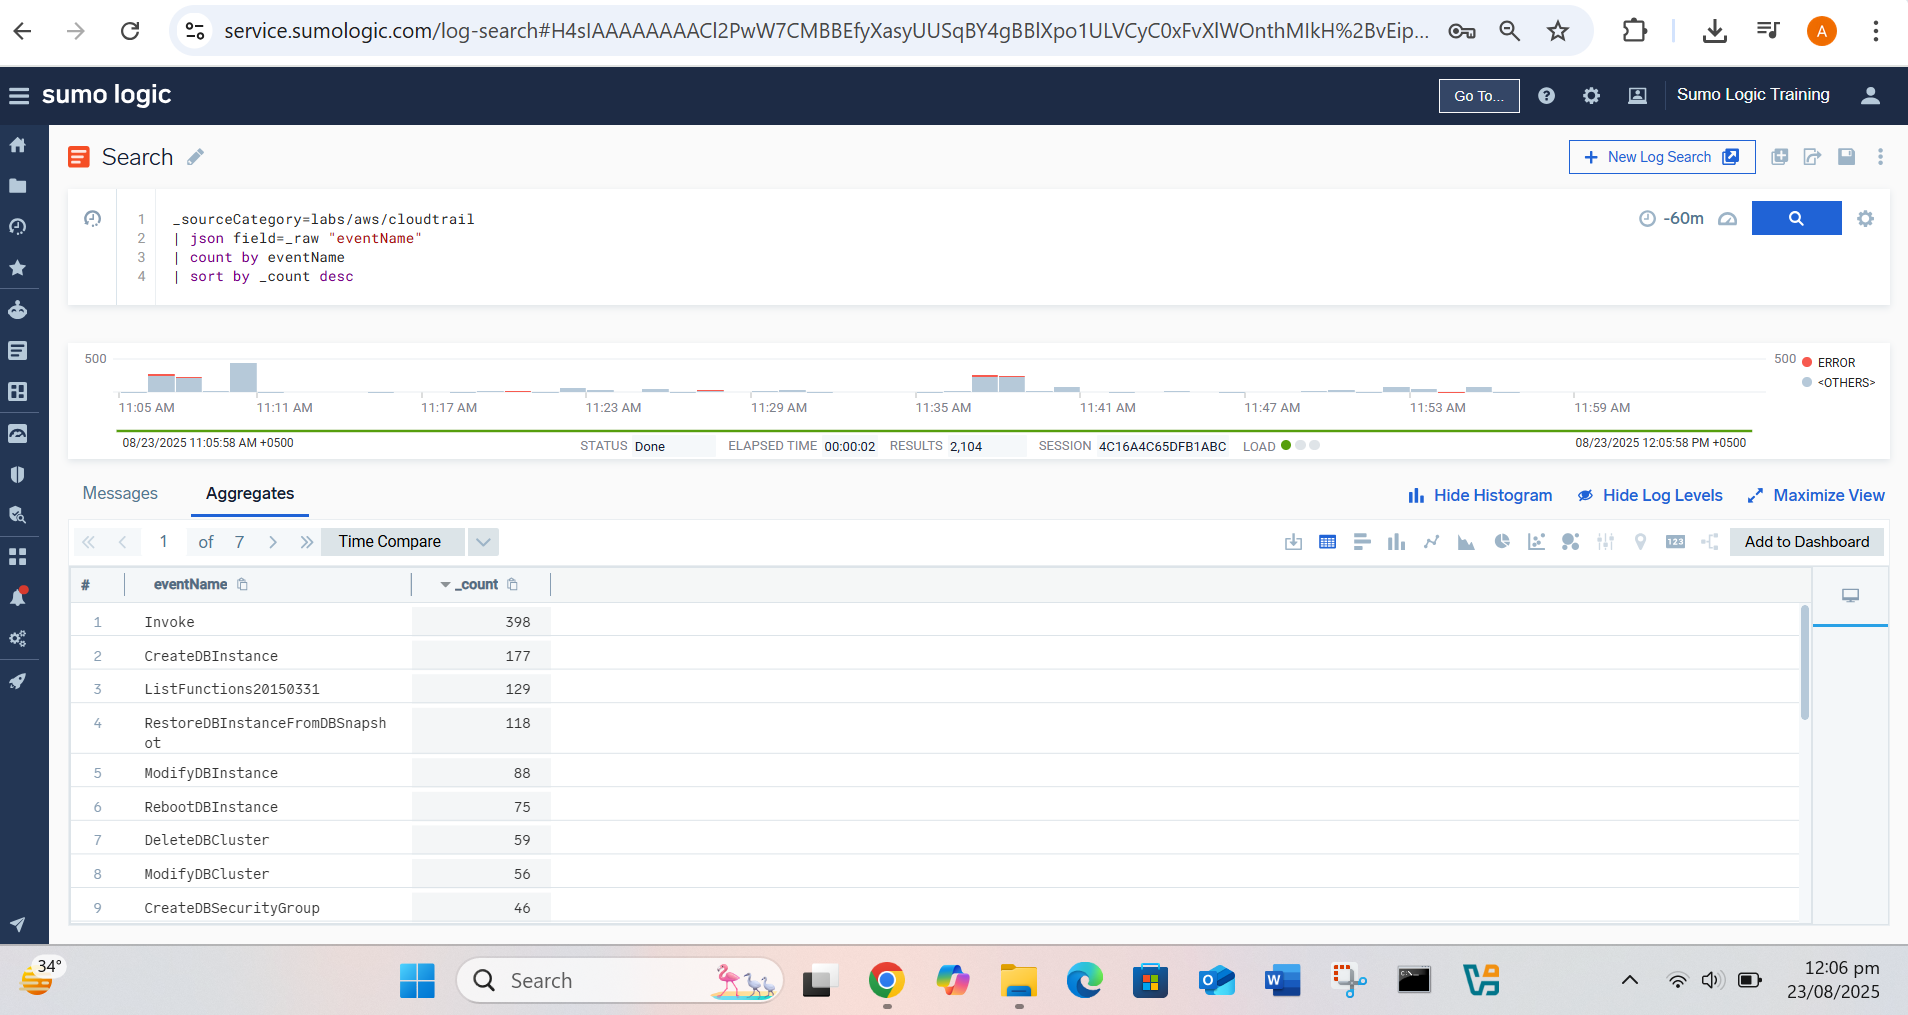 service.sumologic.com/log-search#H4sIAAAAAAAACl2PwW7CMBBEfyXasyUUSqBY4gBBlXpo1ULVCyC0xFvXlWOnthMIkH%2BvEip...
A
sumo logic
Go To...
Sumo Logic Training
Search
+ New Log Search
1 _sourceCategory=labs/aws/cloudtrail
2 | json field=_raw "eventName"
3 | count by eventName
4 | sort by _count desc
-60m
500
500
ERROR
<OTHERS>
11:05 AM 11:11 AM 11:17 AM 11:23 AM 11:29 AM 11:35 AM 11:41 AM 11:47 AM 11:53 AM 11:59 AM
08/23/2025 11:05:58 AM +0500
STATUS Done ELAPSED TIME 00:00:02 RESULTS 2,104 SESSION 4C16A4C65DFB1ABC LOAD
08/23/2025 12:05:58 PM +0500
Messages Aggregates
Hide Histogram Hide Log Levels Maximize View
1 of 7 Time Compare
123
Add to Dashboard
# eventName _count
1 Invoke 398
2 CreateDBInstance 177
3 ListFunctions20150331 129
4 RestoreDBInstanceFromDBSnapsh 118
ot
5 ModifyDBInstance 88
6 RebootDBInstance 75
7 DeleteDBCluster 59
8 ModifyDBCluster 56
9 CreateDBSecurityGroup 46
34°
Search
12:06 pm
23/08/2025